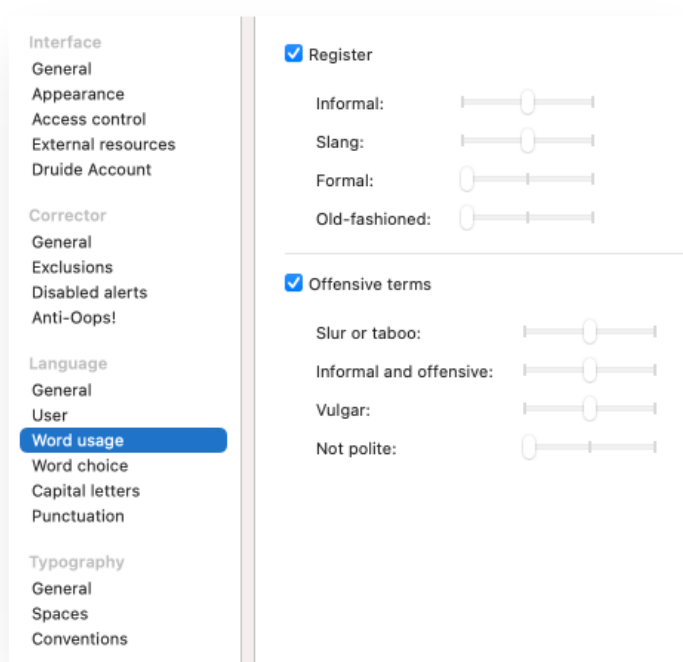 Interface
General
Appearance
Access control
External resources
Druide Account
Corrector
General
Exclusions
Disabled alerts
Anti-Oops!
Language
General
User
Word usage
Word choice
Capital letters
Punctuation
Typography
General
Spaces
Conventions
Register
Informal:
Slang:
Formal:
Old-fashioned:
Offensive terms
Slur or taboo:
Informal and offensive:
Vulgar:
Not polite: